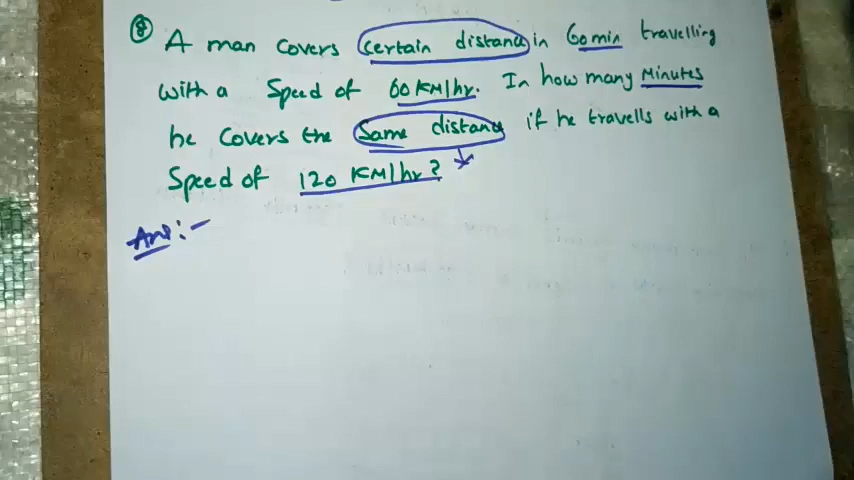 ⑧ A man covers certain distance in 60 min travelling
with a Speed of 60 KM/hr. In how many Minutes
he covers the Same distance if he travells with a
Speed of 120 KM/hr?
Ans:-